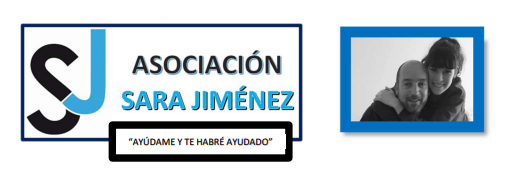 SJ
ASOCIACIÓN
SARA JIMÉNEZ
"AYÚDAME Y TE HABRÉ AYUDADO"